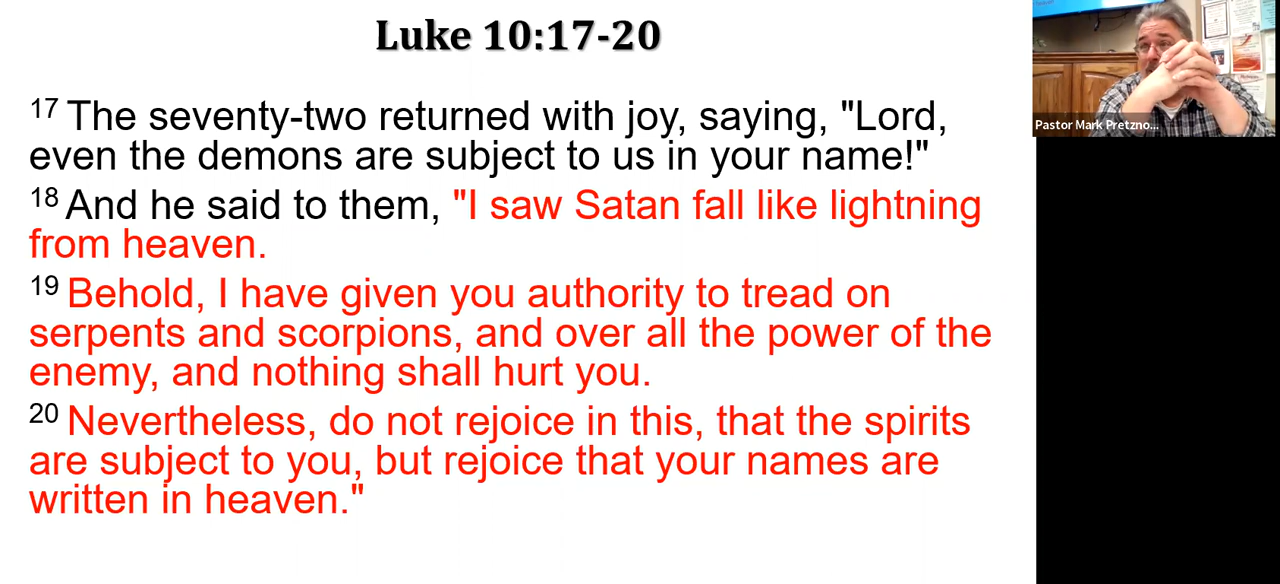 Luke 10:17-20
17 The seventy-two returned with joy, saying, "Lord,
even the demons are subject to us in your name!"
18 And he said to them, "I saw Satan fall like lightning
from heaven.
19 Behold, I have given you authority to tread on
serpents and scorpions, and over all the power of the
enemy, and nothing shall hurt you.
20 Nevertheless, do not rejoice in this, that the spirits
are subject to you, but rejoice that your names are
written in heaven."
Pastor Mark Pretzno...